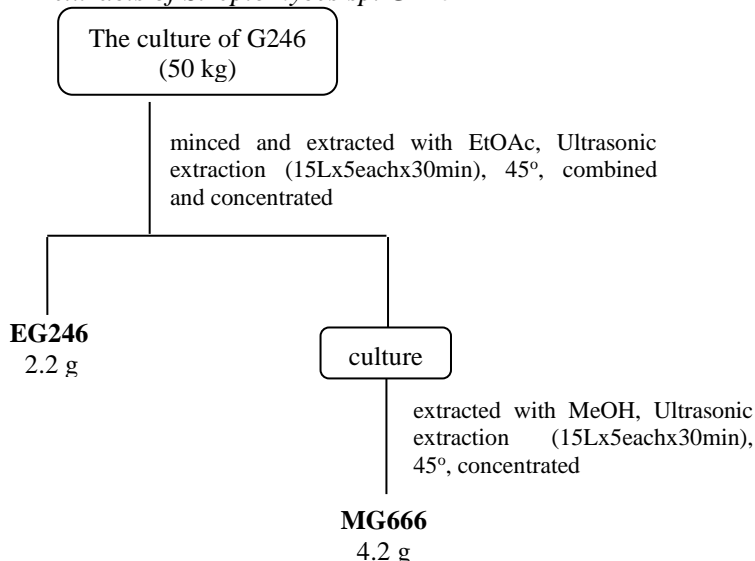 The culture of G246
(50 kg)
minced and extracted with EtOAc, Ultrasonic
extraction (15Lx5eachx30min), 45º, combined
and concentrated
EG246
2.2 g
culture
extracted with MeOH, Ultrasonic
extraction (15Lx5eachx30min),
45º, concentrated
MG666
4.2 g